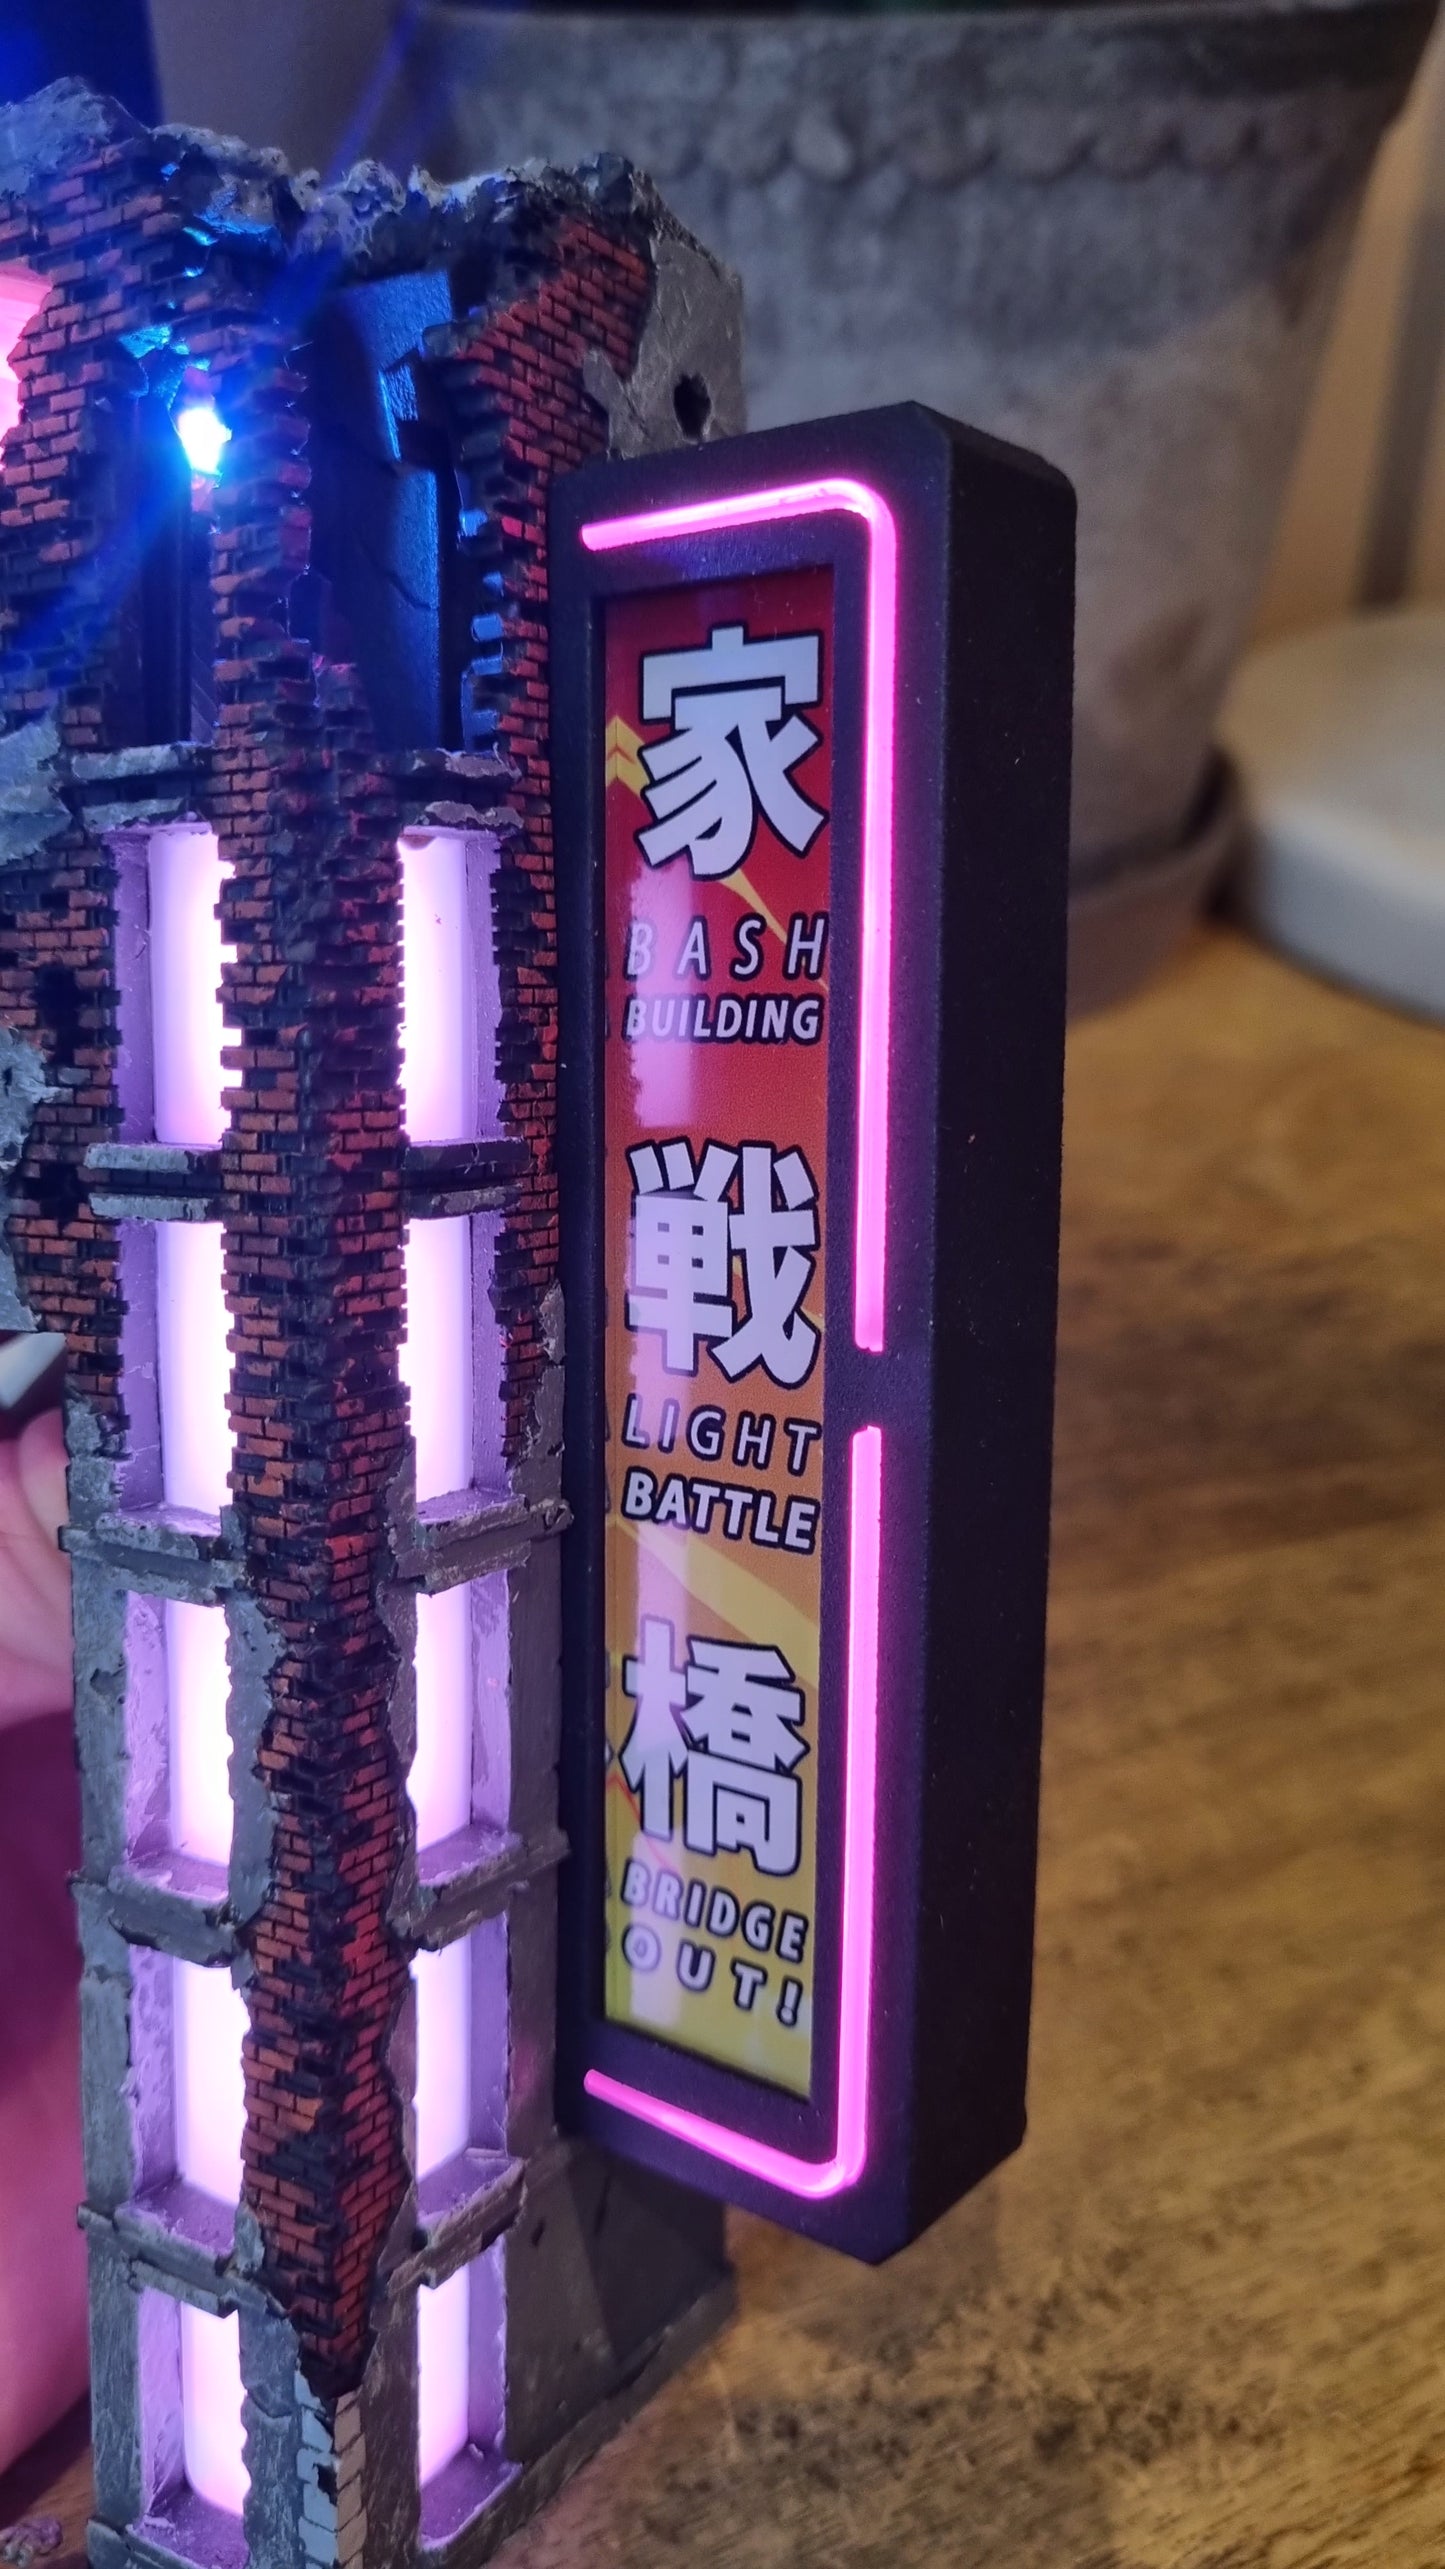 家
BASH
BUILDING
戦
LIGHT
BATTLE
橋
BRIDGE
OUT!